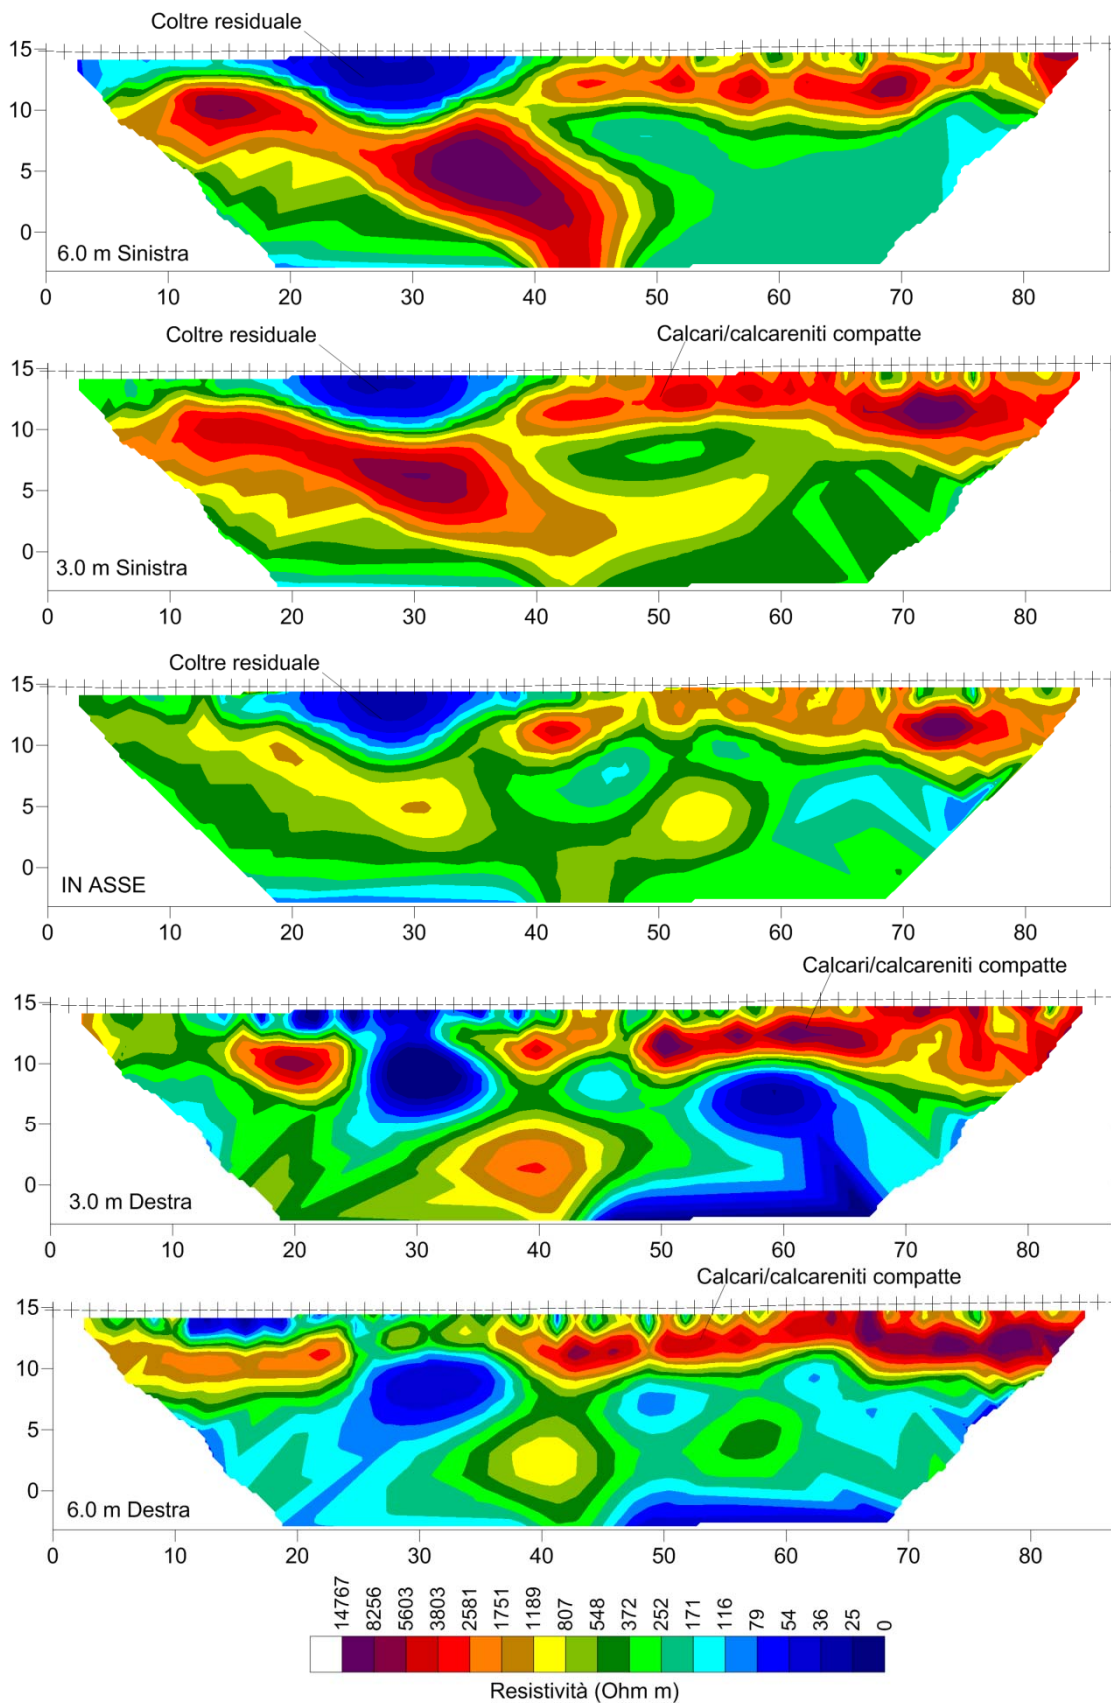 Coltre residuale
15
10
5
0
6.0 m Sinistra
0 10 20 30 40 50 60 70 80
Coltre residuale
Calcari/calcareniti compatte
15
10
5
0
3.0 m Sinistra
0 10 20 30 40 50 60 70 80
Coltre residuale
15
10
5
0
IN ASSE
0 10 20 30 40 50 60 70 80
Calcari/calcareniti compatte
15
10
5
0
3.0 m Destra
0 10 20 30 40 50 60 70 80
Calcari/calcareniti compatte
15
10
5
0
6.0 m Destra
0 10 20 30 40 50 60 70 80
14767 8256 5603 3803 2581 1751 1189 807 548 372 252 171 116 79 54 36 25 0
Resistività (Ohm m)